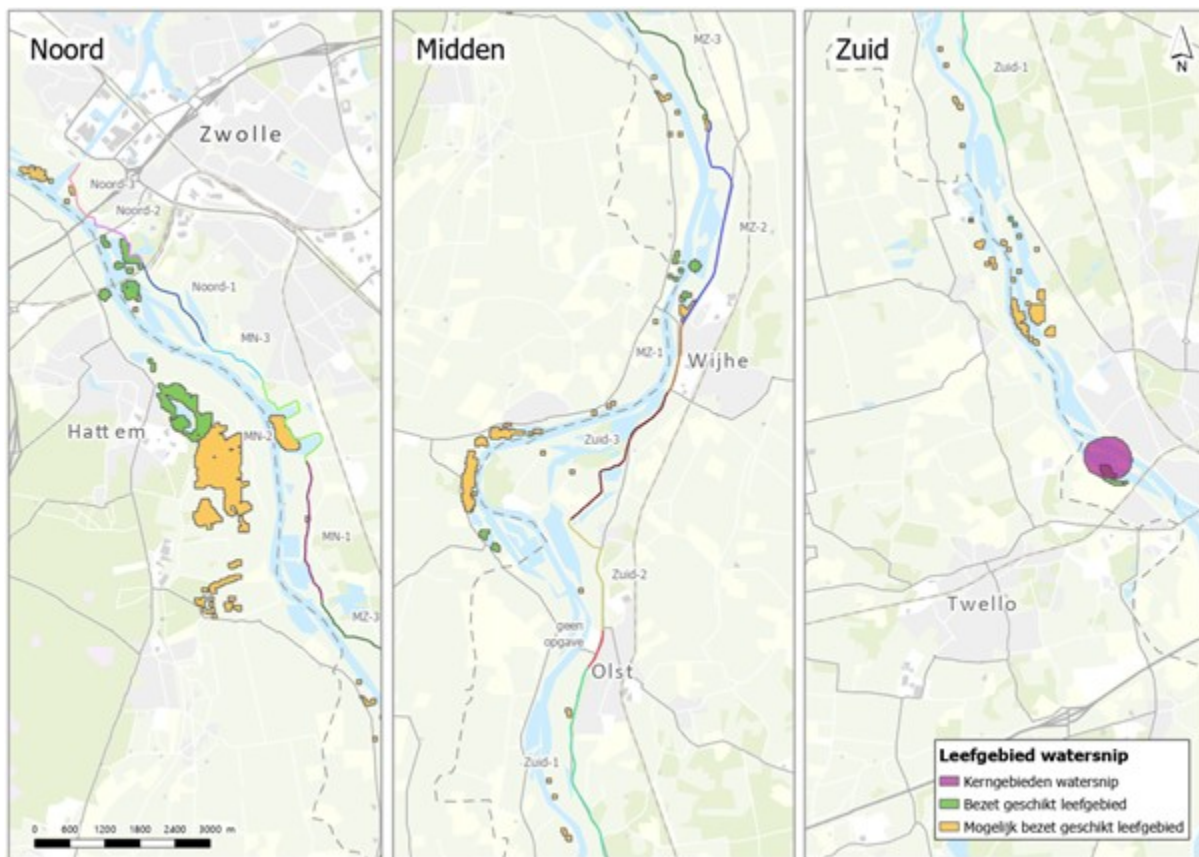 Noord
Zwolle
Noord-3
Noord-2
Noord-1
MN-3
Hattem
MN-2
MN-1
MZ-3
0 600 1200 1800 2400 3000 m
Midden
MZ-3
MZ-2
MZ-1
Wijhe
Zuid-3
Zuid-2
geen
opgave
Olst
Zuid-1
Zuid
N
Zuid-1
Twello
Leefgebied watersnip
Kerngebieden watersnip
Bezet geschikt leefgebied
Mogelijk bezet geschikt leefgebied